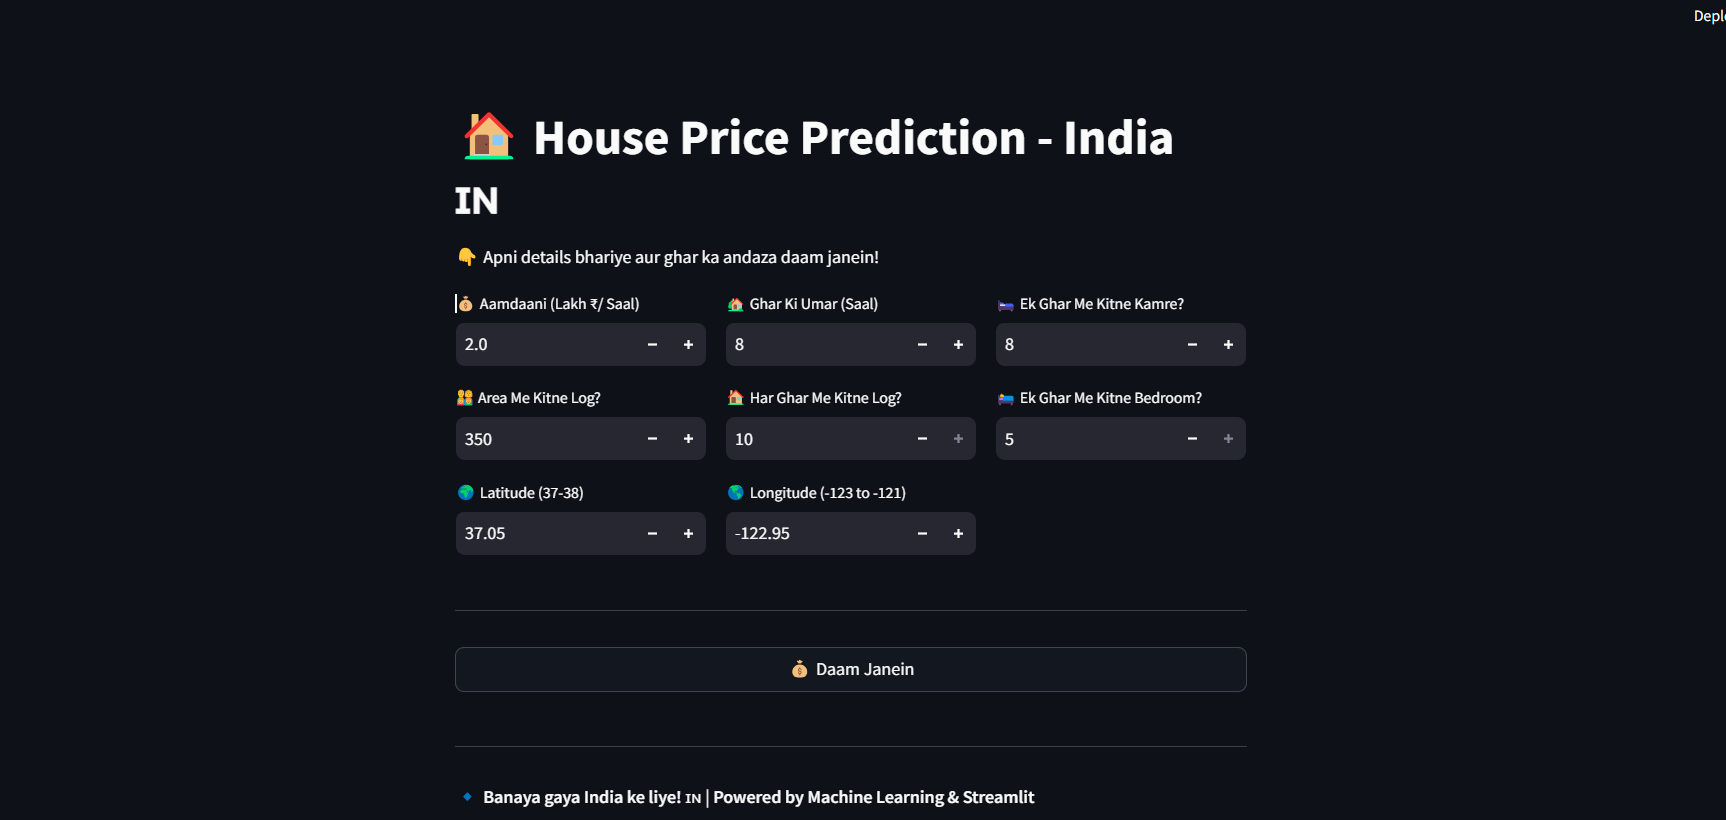 House Price Prediction - India
IN
Apni details bhariye aur ghar ka andaza daam janein!
Aamdaani (Lakh ₹/ Saal)
2.0
Ghar Ki Umar (Saal)
8
Ek Ghar Me Kitne Kamre?
8
Area Me Kitne Log?
350
Har Ghar Me Kitne Log?
10
Ek Ghar Me Kitne Bedroom?
5
Latitude (37-38)
37.05
Longitude (-123 to -121)
-122.95
Daam Janein
Banaya gaya India ke liye! IN | Powered by Machine Learning & Streamlit